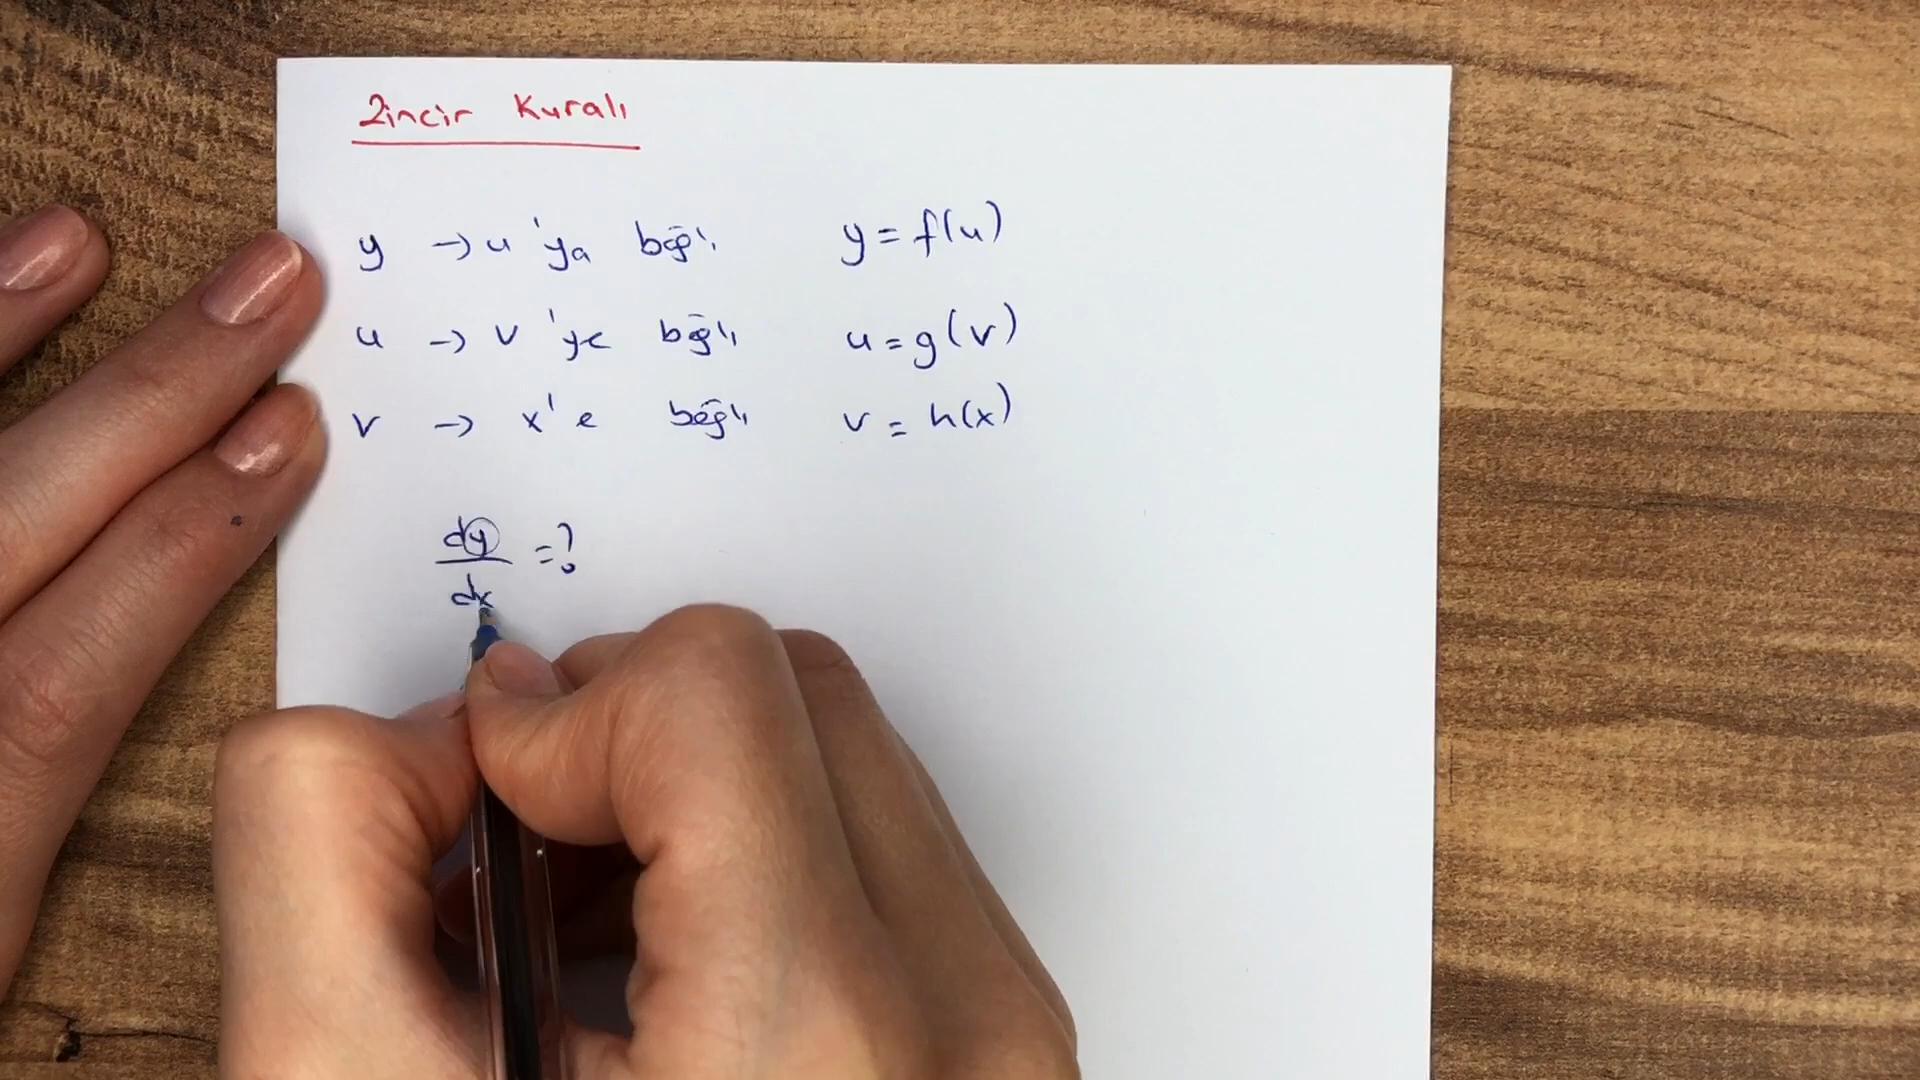 Zincir Kuralı
y → u'ya bağlı y = f(u)
u → v'ye bağlı u = g(v)
v → x'e bağlı v = h(x)
dy/dx = ?